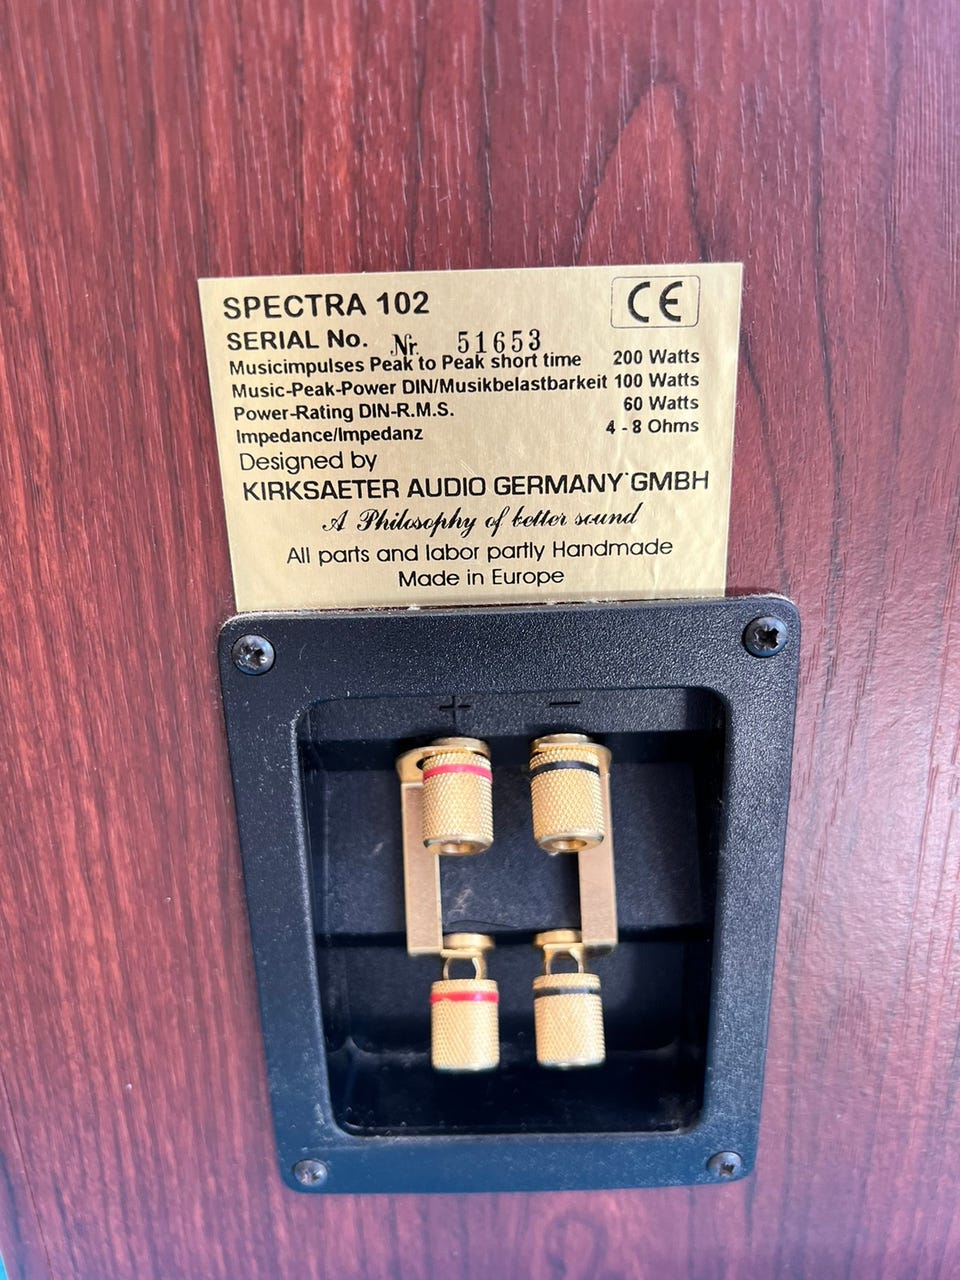 SPECTRA 102 CE
SERIAL No. Nr. 51653
Musicimpulses Peak to Peak short time 200 Watts
Music-Peak-Power DIN/Musikbelastbarkeit 100 Watts
Power-Rating DIN-R.M.S. 60 Watts
Impedance/Impedanz 4 - 8 Ohms
Designed by
KIRKSAETER AUDIO GERMANY GMBH
A Philosophy of better sound
All parts and labor partly Handmade
Made in Europe
+ −